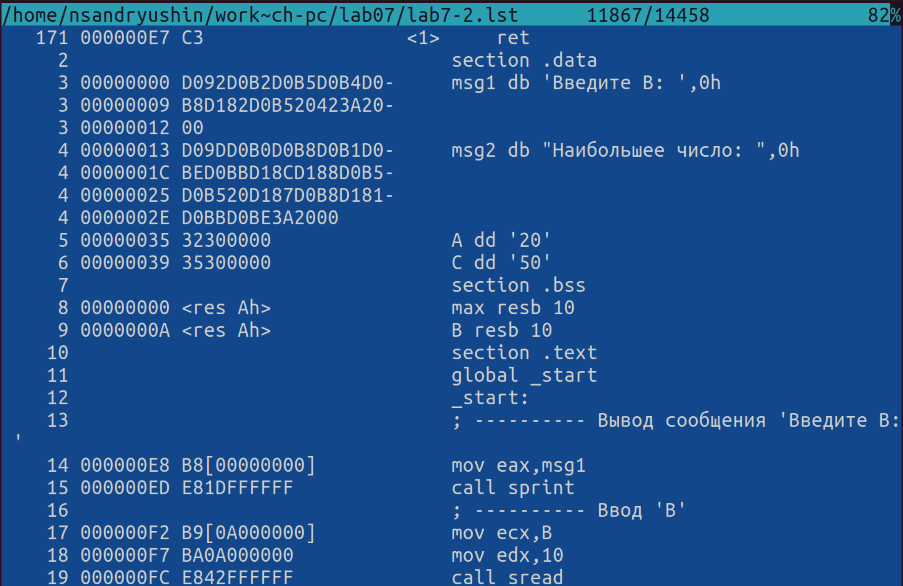 /home/nsandryushin/work~ch-pc/lab07/lab7-2.lst 11867/14458 82%
171 000000E7 C3 <1> ret
2 section .data
3 00000000 D092D0B2D0B5D0B4D0- msg1 db 'Введите B: ',0h
3 00000009 B8D182D0B520423A20-
3 00000012 00
4 00000013 D09DD0B0D0B8D0B1D0- msg2 db "Наибольшее число: ",0h
4 0000001C BED0BBD18CD188D0B5-
4 00000025 D0B520D187D0B8D181-
4 0000002E D0BBD0BE3A2000
5 00000035 32300000 A dd '20'
6 00000039 35300000 C dd '50'
7 section .bss
8 00000000 <res Ah> max resb 10
9 0000000A <res Ah> B resb 10
10 section .text
11 global _start
12 _start:
13 ; ---------- Вывод сообщения 'Введите B:
'
14 000000E8 B8[00000000] mov eax,msg1
15 000000ED E81DFFFFFF call sprint
16 ; ---------- Ввод 'B'
17 000000F2 B9[0A000000] mov ecx,B
18 000000F7 BA0A000000 mov edx,10
19 000000FC E842FFFFFF call sread